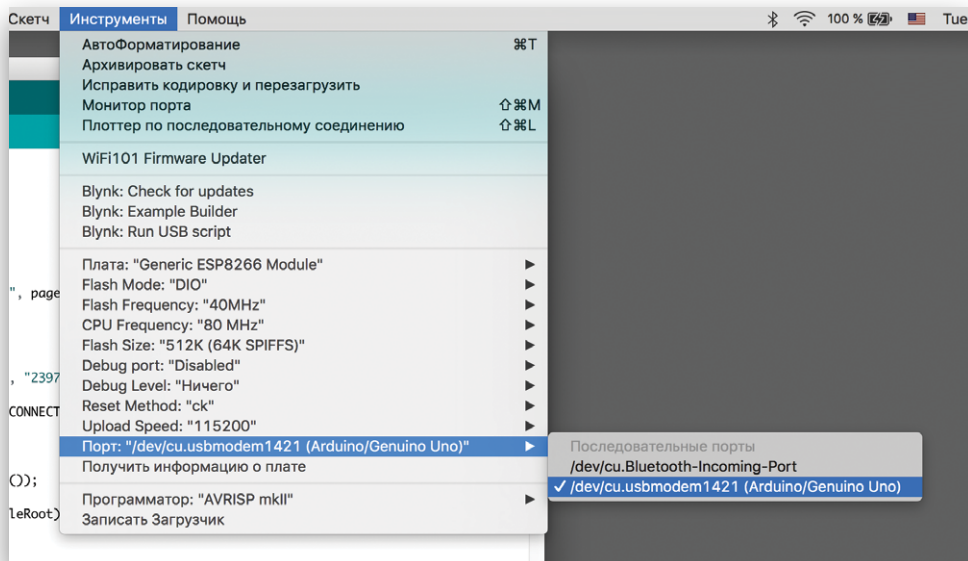 Скетч Инструменты Помощь 100 % Tue
АвтоФорматирование ⌘T
Архивировать скетч
Исправить кодировку и перезагрузить
Монитор порта ⇧⌘M
Плоттер по последовательному соединению ⇧⌘L
WiFi101 Firmware Updater
Blynk: Check for updates
Blynk: Example Builder
Blynk: Run USB script
Плата: "Generic ESP8266 Module"
Flash Mode: "DIO"
", page
Flash Frequency: "40MHz"
CPU Frequency: "80 MHz"
Flash Size: "512K (64K SPIFFS)"
Debug port: "Disabled"
, "2397
Debug Level: "Ничего"
CONNECT
Reset Method: "ck"
Upload Speed: "115200"
Порт: "/dev/cu.usbmodem1421 (Arduino/Genuino Uno)"
Последовательные порты
Получить информацию о плате
/dev/cu.Bluetooth-Incoming-Port
());
✓ /dev/cu.usbmodem1421 (Arduino/Genuino Uno)
Программатор: "AVRISP mkII"
leRoot)
Записать Загрузчик